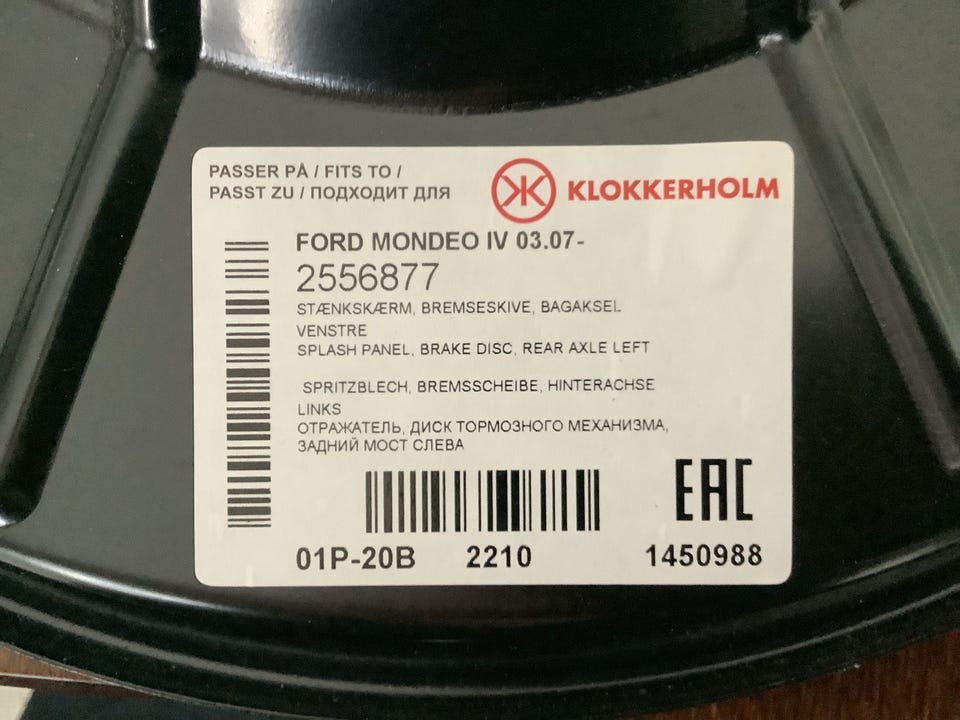 PASSER PÅ / FITS TO /
PASST ZU / ПОДХОДИТ ДЛЯ
KLOKKERHOLM
FORD MONDEO IV 03.07-
2556877
STÆNKSKÆRM, BREMSESKIVE, BAGAKSEL
VENSTRE
SPLASH PANEL, BRAKE DISC, REAR AXLE LEFT
SPRITZBLECH, BREMSSCHEIBE, HINTERACHSE
LINKS
ОТРАЖАТЕЛЬ, ДИСК ТОРМОЗНОГО МЕХАНИЗМА,
ЗАДНИЙ МОСТ СЛЕВА
EAC
01P-20B 2210 1450988